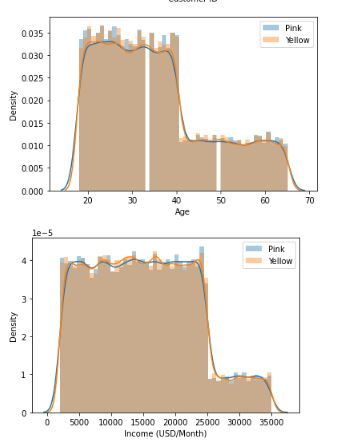 Customer ID
Pink
Yellow
0.035
0.030
0.025
0.020
0.015
0.010
0.005
0.000
Density
20 30 40 50 60 70
Age
1e−5
Pink
Yellow
4
3
2
1
0
Density
0 5000 10000 15000 20000 25000 30000 35000
Income (USD/Month)